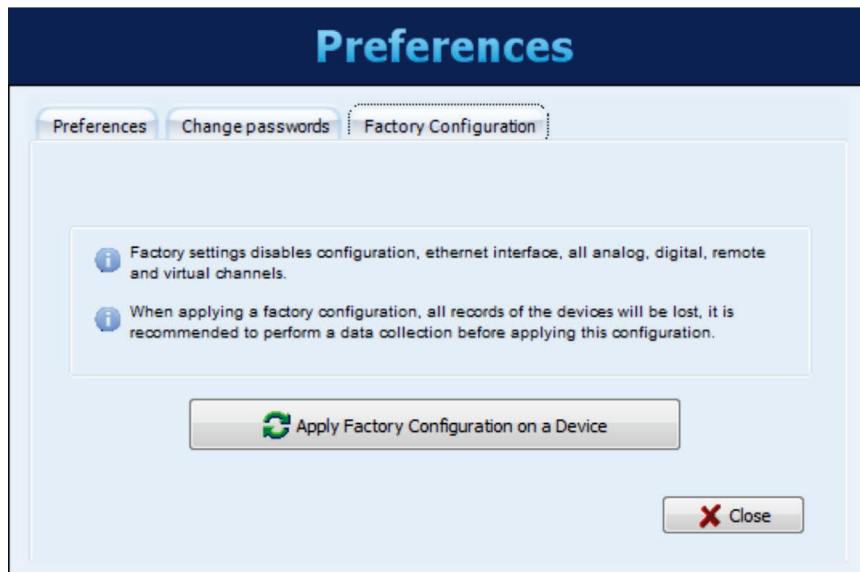 Preferences
Preferences
Change passwords
Factory Configuration
Factory settings disables configuration, ethernet interface, all analog, digital, remote
and virtual channels.
When applying a factory configuration, all records of the devices will be lost, it is
recommended to perform a data collection before applying this configuration.
Apply Factory Configuration on a Device
Close